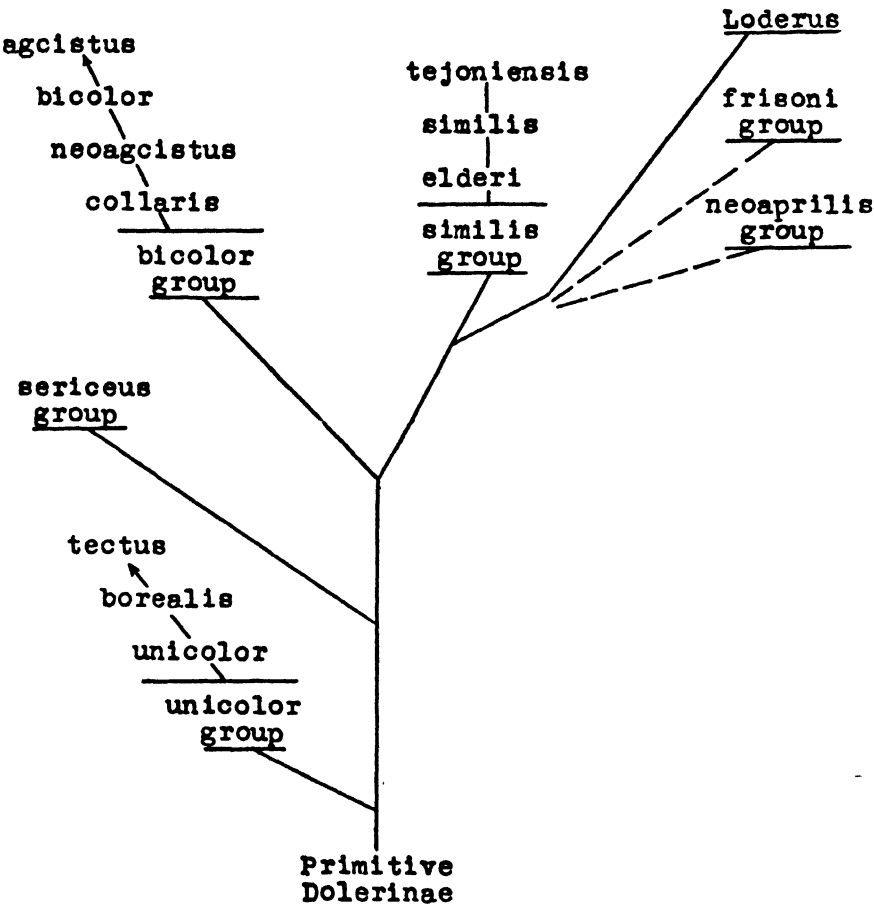 agcistus
bicolor
neoagcistus
collaris
bicolor
group
tejoniensis
similis
elderi
similis
group
Loderus
frisoni
group
neoaprilis
group
sericeus
group
tectus
borealis
unicolor
unicolor
group
Primitive
Dolerinae